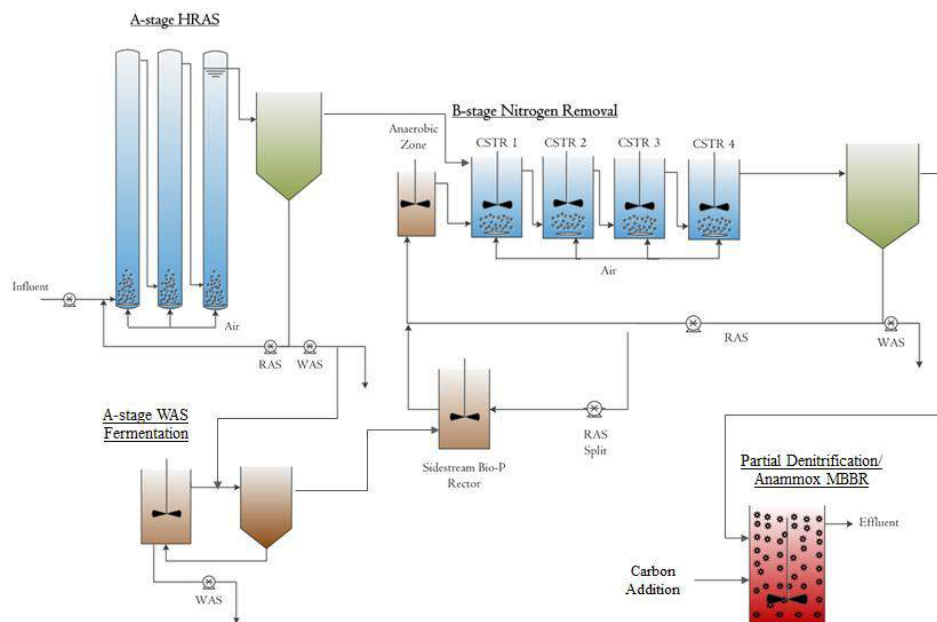 A-stage HRAS
B-stage Nitrogen Removal
Anaerobic
Zone
CSTR 1
CSTR 2
CSTR 3
CSTR 4
Influent
Air
Air
RAS
WAS
RAS
WAS
A-stage WAS
Fermentation
RAS
Split
Sidestream Bio-P
Rector
Partial Denitrification/
Anammox MBBR
Effluent
Carbon
Addition
WAS